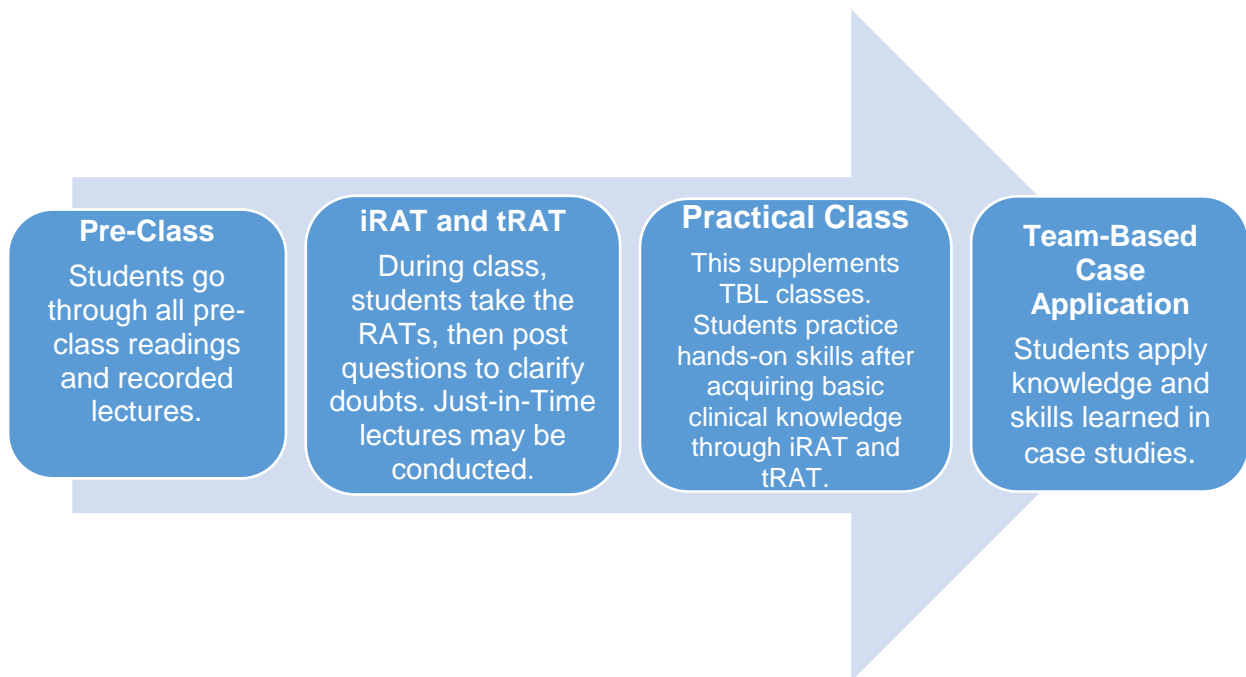 Pre-Class
Students go
through all pre-
class readings
and recorded
lectures.
iRAT and tRAT
During class,
students take the
RATs, then post
questions to clarify
doubts. Just-in-Time
lectures may be
conducted.
Practical Class
This supplements
TBL classes.
Students practice
hands-on skills after
acquiring basic
clinical knowledge
through iRAT and
tRAT.
Team-Based
Case
Application
Students apply
knowledge and
skills learned in
case studies.